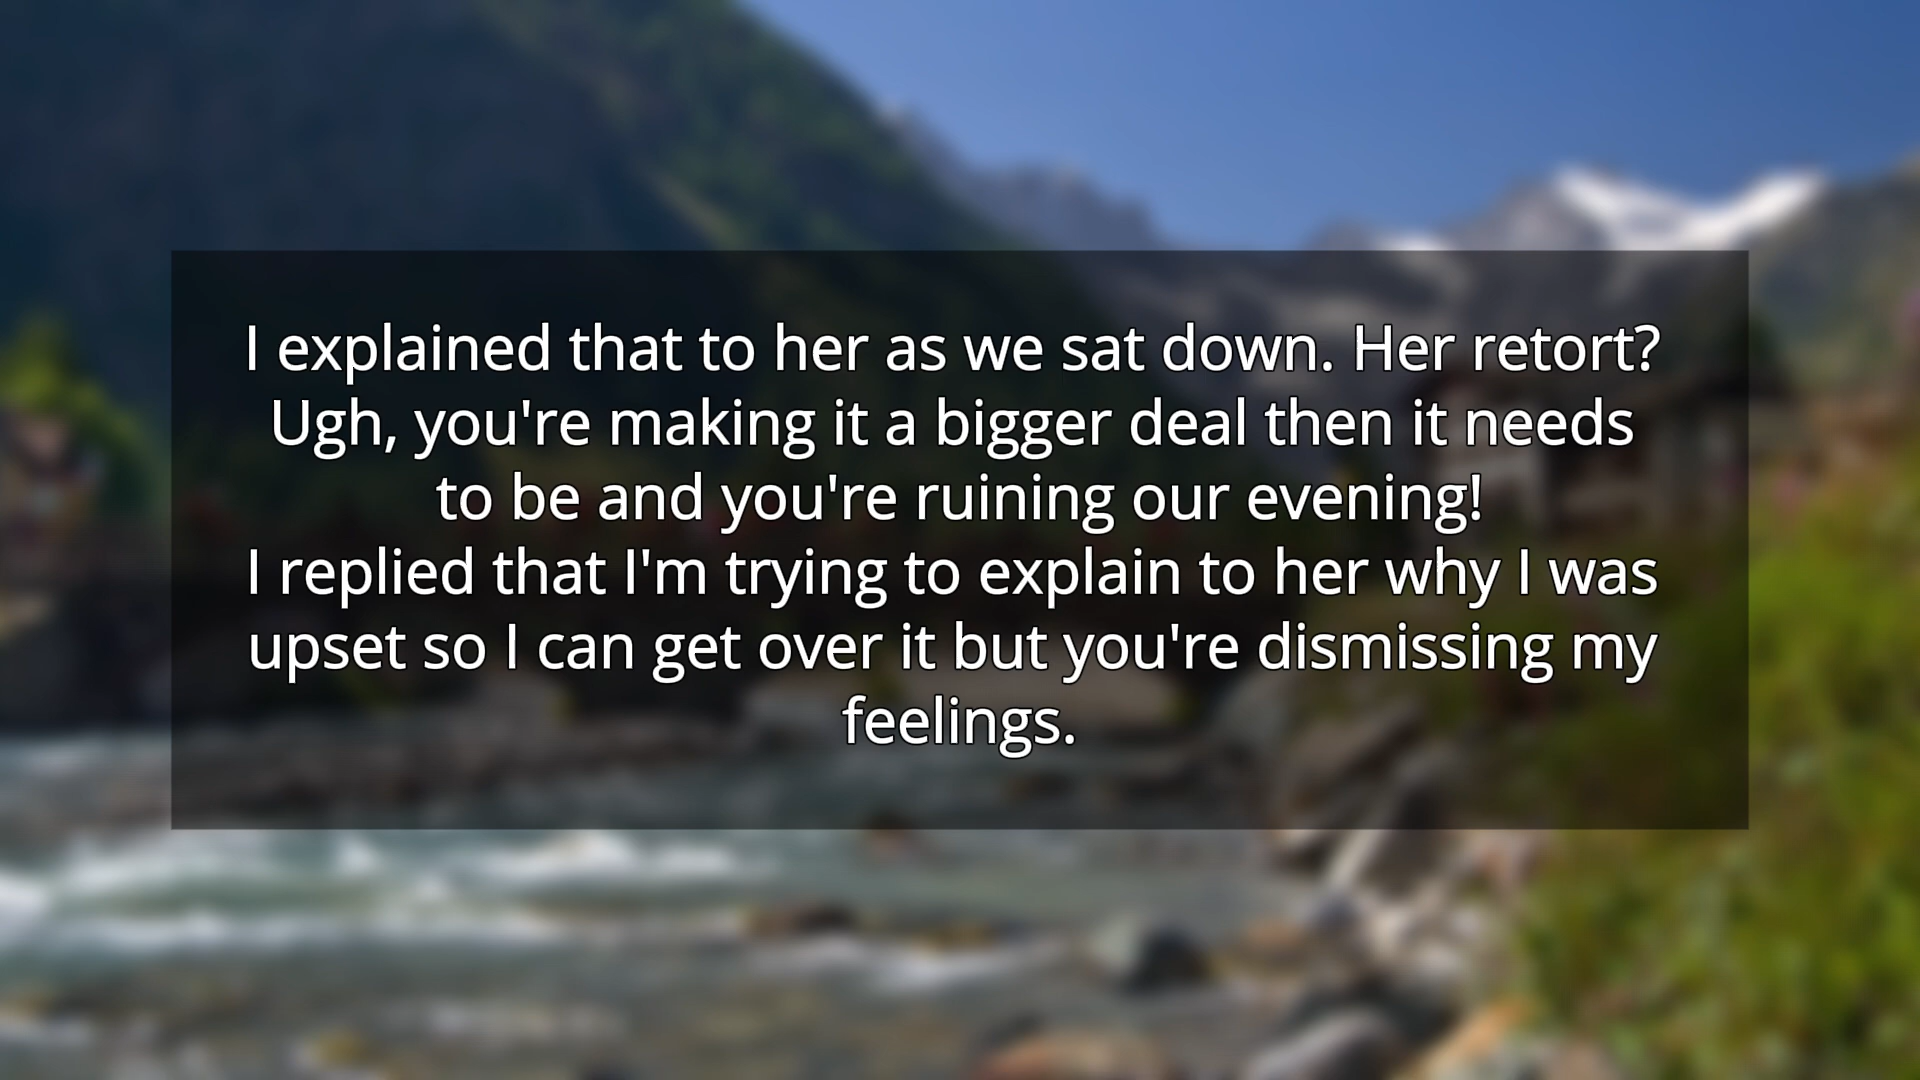 I explained that to her as we sat down. Her retort?
Ugh, you're making it a bigger deal then it needs
to be and you're ruining our evening!
I replied that I'm trying to explain to her why I was
upset so I can get over it but you're dismissing my
feelings.